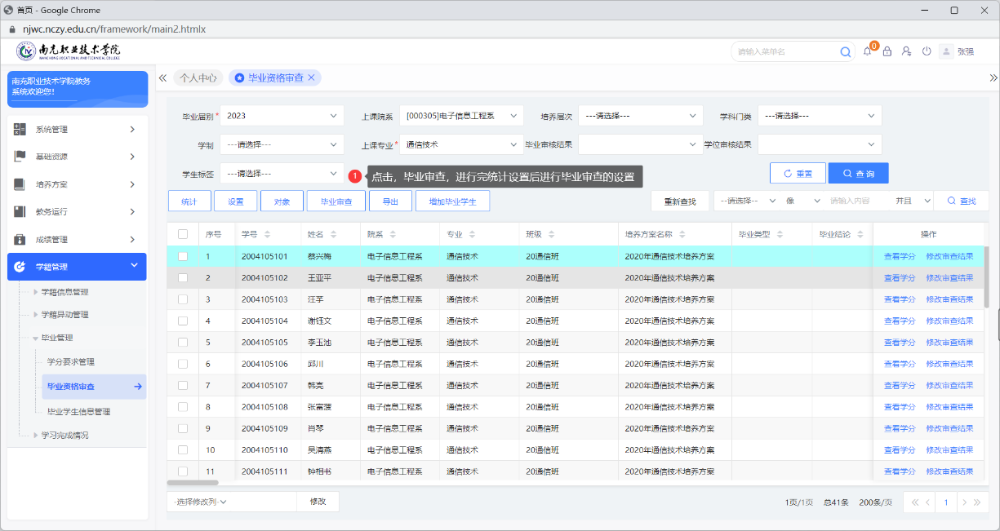 首页 - Google Chrome
njwc.nczy.edu.cn/framework/main2.htmlx
南充职业技术学院
NANCHONG VOCATIONAL AND TECHNICAL COLLEGE
请输入菜单名
0
张强
南充职业技术学院教务
系统欢迎您!
个人中心
毕业资格审查
系统管理
基础资源
培养方案
教务运行
成绩管理
学籍管理
学籍信息管理
学籍异动管理
毕业管理
学分要求管理
毕业资格审查
毕业学生信息管理
学习完成情况
毕业届别* 2023 上课院系 [000305]电子信息工程系 培养层次 ---请选择--- 学科门类 ---请选择---
学制 ---请选择--- 上课专业* 通信技术 毕业审核结果 学位审核结果
学生标签 ---请选择--- 1 点击，毕业审查，进行完统计设置后进行毕业审查的设置 重置 查 询
统计 设置 对象 毕业审查 导出 增加毕业学生 重新查找 --请选择-- 像 请输入内容 并且 查找
序号 学号 姓名 院系 专业 班级 培养方案名称 毕业类型 毕业结论 操作
1 2004105101 蔡兴梅 电子信息工程系 通信技术 20通信班 2020年通信技术培养方案 查看学分 修改审查结果
2 2004105102 王亚平 电子信息工程系 通信技术 20通信班 2020年通信技术培养方案 查看学分 修改审查结果
3 2004105103 汪芊 电子信息工程系 通信技术 20通信班 2020年通信技术培养方案 查看学分 修改审查结果
4 2004105104 谢钰文 电子信息工程系 通信技术 20通信班 2020年通信技术培养方案 查看学分 修改审查结果
5 2004105105 李玉池 电子信息工程系 通信技术 20通信班 2020年通信技术培养方案 查看学分 修改审查结果
6 2004105106 邱川 电子信息工程系 通信技术 20通信班 2020年通信技术培养方案 查看学分 修改审查结果
7 2004105107 韩亮 电子信息工程系 通信技术 20通信班 2020年通信技术培养方案 查看学分 修改审查结果
8 2004105108 张富菠 电子信息工程系 通信技术 20通信班 2020年通信技术培养方案 查看学分 修改审查结果
9 2004105109 肖琴 电子信息工程系 通信技术 20通信班 2020年通信技术培养方案 查看学分 修改审查结果
10 2004105110 吴清燕 电子信息工程系 通信技术 20通信班 2020年通信技术培养方案 查看学分 修改审查结果
11 2004105111 钟相书 电子信息工程系 通信技术 20通信班 2020年通信技术培养方案 查看学分 修改审查结果
-选择修改列- 修改 1页/1页 总41条 200条/页 1